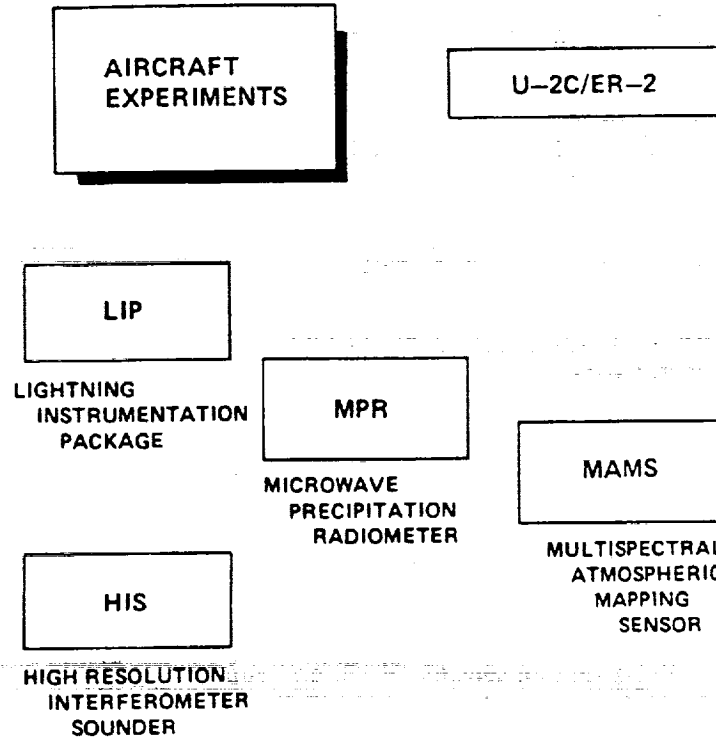 AIRCRAFT
EXPERIMENTS
U-2C/ER-2
LIP
LIGHTNING
INSTRUMENTATION
PACKAGE
MPR
MICROWAVE
PRECIPITATION
RADIOMETER
MAMS
MULTISPECTRAL
ATMOSPHERIC
MAPPING
SENSOR
HIS
HIGH RESOLUTION
INTERFEROMETER
SOUNDER